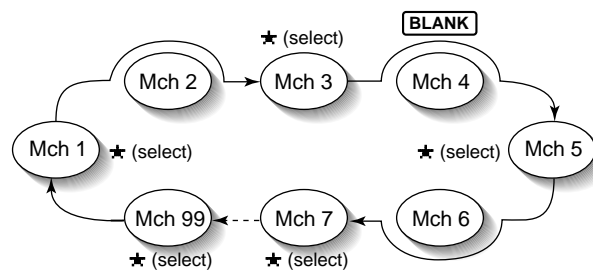 BLANK
★ (select)
Mch 2
Mch 3
Mch 4
Mch 1
★ (select)
★ (select)
Mch 5
Mch 99
Mch 7
Mch 6
★ (select)
★ (select)